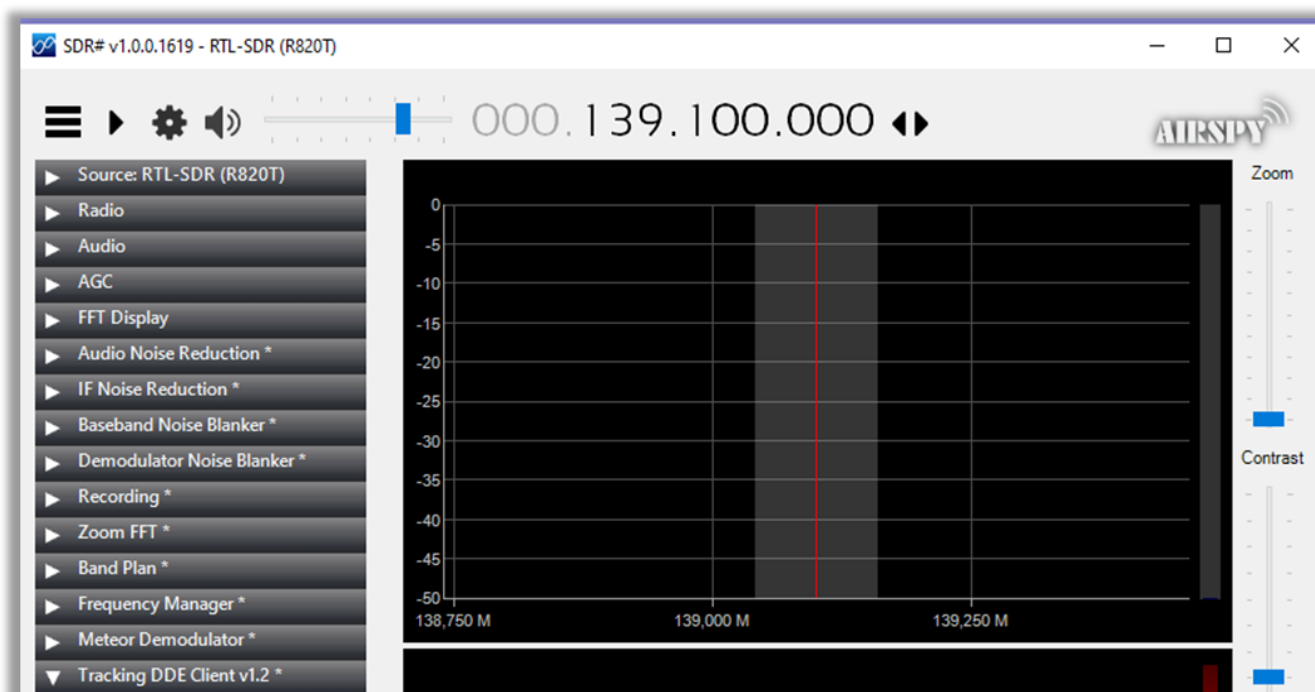 SDR# v1.0.0.1619 - RTL-SDR (R820T)
000.139.100.000
AIRSPY
Source: RTL-SDR (R820T)
Radio
Audio
AGC
FFT Display
Audio Noise Reduction *
IF Noise Reduction *
Baseband Noise Blanker *
Demodulator Noise Blanker *
Recording *
Zoom FFT *
Band Plan *
Frequency Manager *
Meteor Demodulator *
Tracking DDE Client v1.2 *
0
-5
-10
-15
-20
-25
-30
-35
-40
-45
-50
138,750 M 139,000 M 139,250 M
Zoom
Contrast